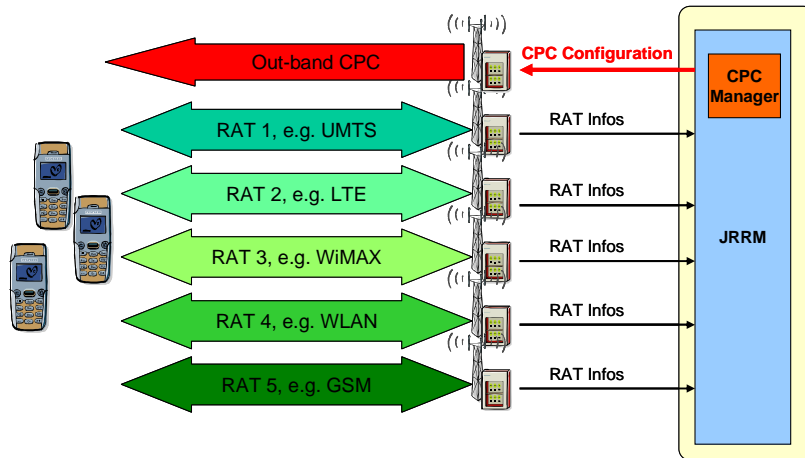 Out-band CPC
CPC Configuration
CPC
Manager
RAT 1, e.g. UMTS
RAT Infos
RAT 2, e.g. LTE
RAT Infos
JRRM
RAT 3, e.g. WiMAX
RAT Infos
RAT 4, e.g. WLAN
RAT Infos
RAT 5, e.g. GSM
RAT Infos